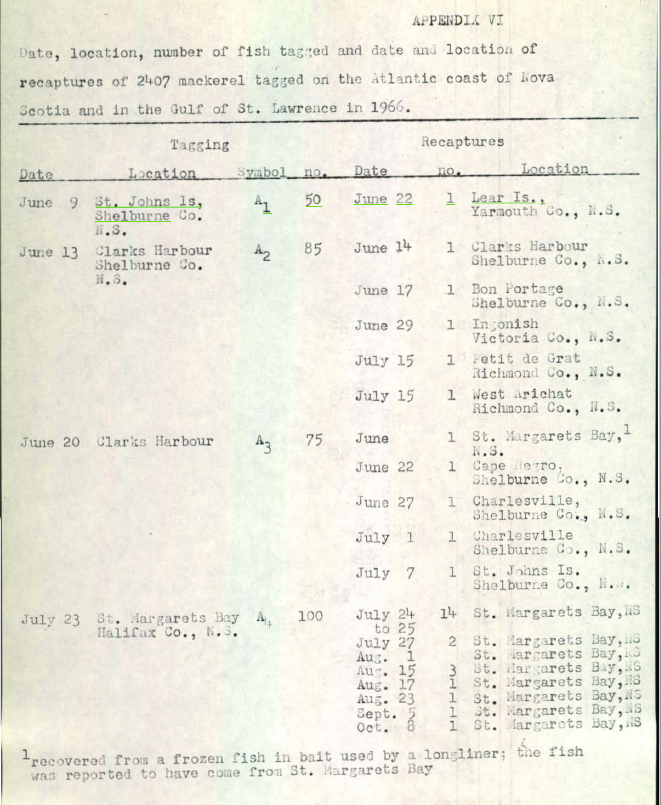 APPENDIX VI
Date, location, number of fish tagged and date and location of
recaptures of 2407 mackerel tagged on the Atlantic coast of Nova
Scotia and in the Gulf of St. Lawrence in 1966.
Tagging Recaptures
Date Location Symbol no. Date no. Location
June 9 St. Johns Is, A1 50 June 22 1 Lear Is.,
Shelburne Co. Yarmouth Co., N.S.
N.S.
June 13 Clarks Harbour A2 85 June 14 1 Clarks Harbour
Shelburne Co. Shelburne Co., N.S.
N.S.
June 17 1 Bon Portage
Shelburne Co., N.S.
June 29 1 Ingonish
Victoria Co., N.S.
July 15 1 Petit de Grat
Richmond Co., N.S.
July 15 1 West Arichat
Richmond Co., N.S.
June 20 Clarks Harbour A3 75 June 1 St. Margarets Bay,1
N.S.
June 22 1 Cape Negro,
Shelburne Co., N.S.
June 27 1 Charlesville,
Shelburne Co., N.S.
July 1 1 Charlesville
Shelburne Co., N.S.
July 7 1 St. Johns Is.
Shelburne Co., N.S.
July 23 St. Margarets Bay A4 100 July 24 14 St. Margarets Bay,NS
Halifax Co., N.S. to 25
July 27 2 St. Margarets Bay,NS
Aug. 1 St. Margarets Bay,NS
Aug. 15 3 St. Margarets Bay,NS
Aug. 17 1 St. Margarets Bay,NS
Aug. 23 1 St. Margarets Bay,NS
Sept. 5 1 St. Margarets Bay,NS
Oct. 8 1 St. Margarets Bay,NS
1recovered from a frozen fish in bait used by a longliner; the fish
was reported to have come from St. Margarets Bay